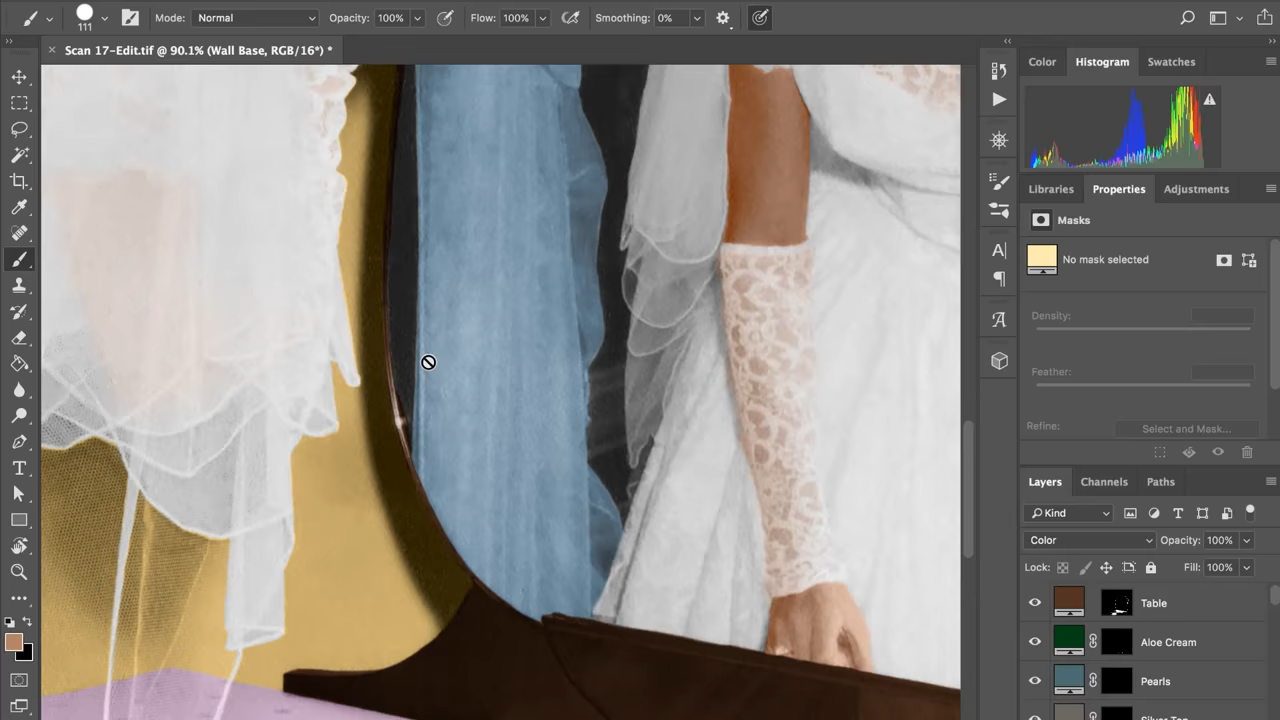 111
Mode: Normal
Opacity: 100%
Flow: 100%
Smoothing: 0%
Scan 17-Edit.tif @ 90.1% (Wall Base, RGB/16*) *
Color
Histogram
Swatches
Libraries
Properties
Adjustments
Masks
No mask selected
Density:
Feather:
Refine:
Select and Mask...
Layers
Channels
Paths
Kind
Color
Opacity: 100%
Lock:
Fill: 100%
Table
Aloe Cream
Pearls
Silver Top